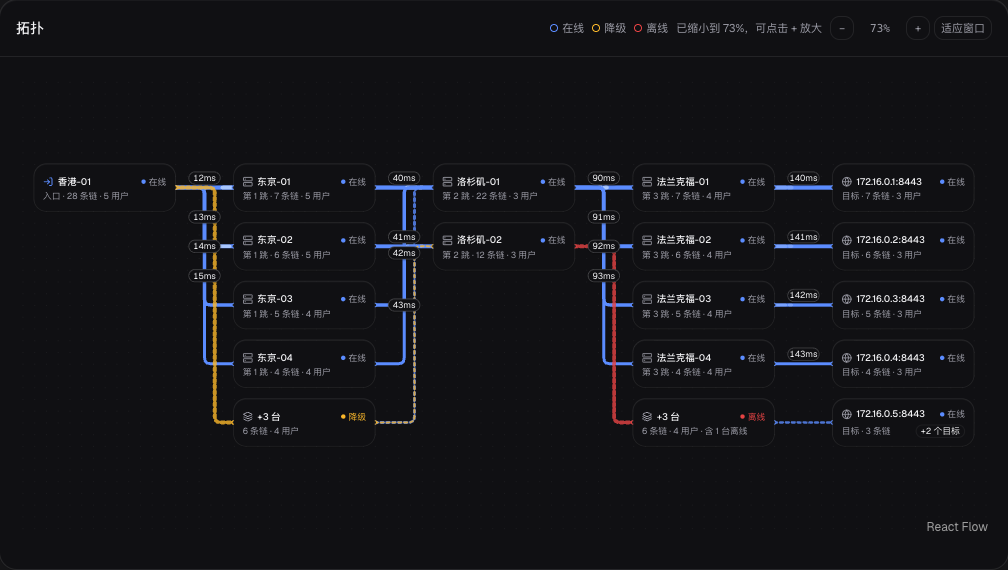 拓扑
在线 降级 离线 已缩小到 73%，可点击 + 放大 − 73% + 适应窗口
香港-01 在线
入口 · 28 条链 · 5 用户
12ms
13ms
14ms
15ms
东京-01 在线
第 1 跳 · 7 条链 · 5 用户
东京-02 在线
第 1 跳 · 6 条链 · 5 用户
东京-03 在线
第 1 跳 · 5 条链 · 4 用户
东京-04 在线
第 1 跳 · 4 条链 · 4 用户
+3 台 降级
6 条链 · 4 用户
40ms
41ms
42ms
43ms
洛杉矶-01 在线
第 2 跳 · 22 条链 · 3 用户
洛杉矶-02 在线
第 2 跳 · 12 条链 · 3 用户
90ms
91ms
92ms
93ms
法兰克福-01 在线
第 3 跳 · 7 条链 · 4 用户
法兰克福-02 在线
第 3 跳 · 6 条链 · 4 用户
法兰克福-03 在线
第 3 跳 · 5 条链 · 4 用户
法兰克福-04 在线
第 3 跳 · 4 条链 · 4 用户
+3 台 离线
6 条链 · 4 用户 · 含 1 台离线
140ms
141ms
142ms
143ms
172.16.0.1:8443 在线
目标 · 7 条链 · 3 用户
172.16.0.2:8443 在线
目标 · 6 条链 · 3 用户
172.16.0.3:8443 在线
目标 · 5 条链 · 3 用户
172.16.0.4:8443 在线
目标 · 4 条链 · 3 用户
172.16.0.5:8443 在线
目标 · 3 条链 +2 个目标
React Flow